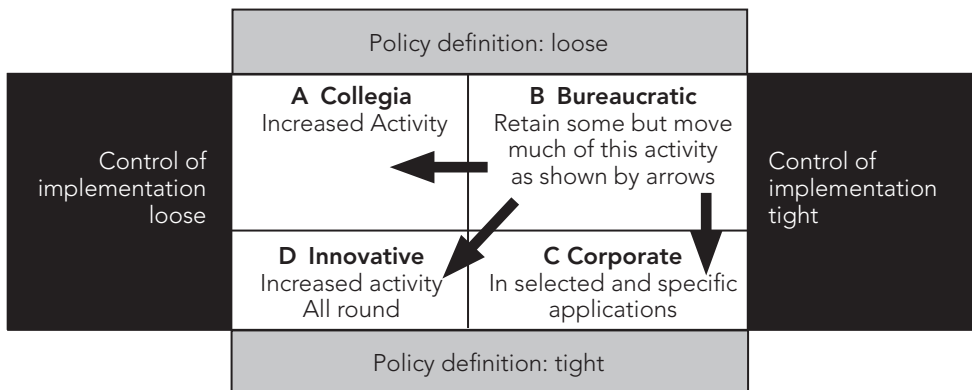 Policy definition: loose
Control of
implementation
loose
A Collegia
Increased Activity
B Bureaucratic
Retain some but move
much of this activity
as shown by arrows
Control of
implementation
tight
D Innovative
Increased activity
All round
C Corporate
In selected and specific
applications
Policy definition: tight